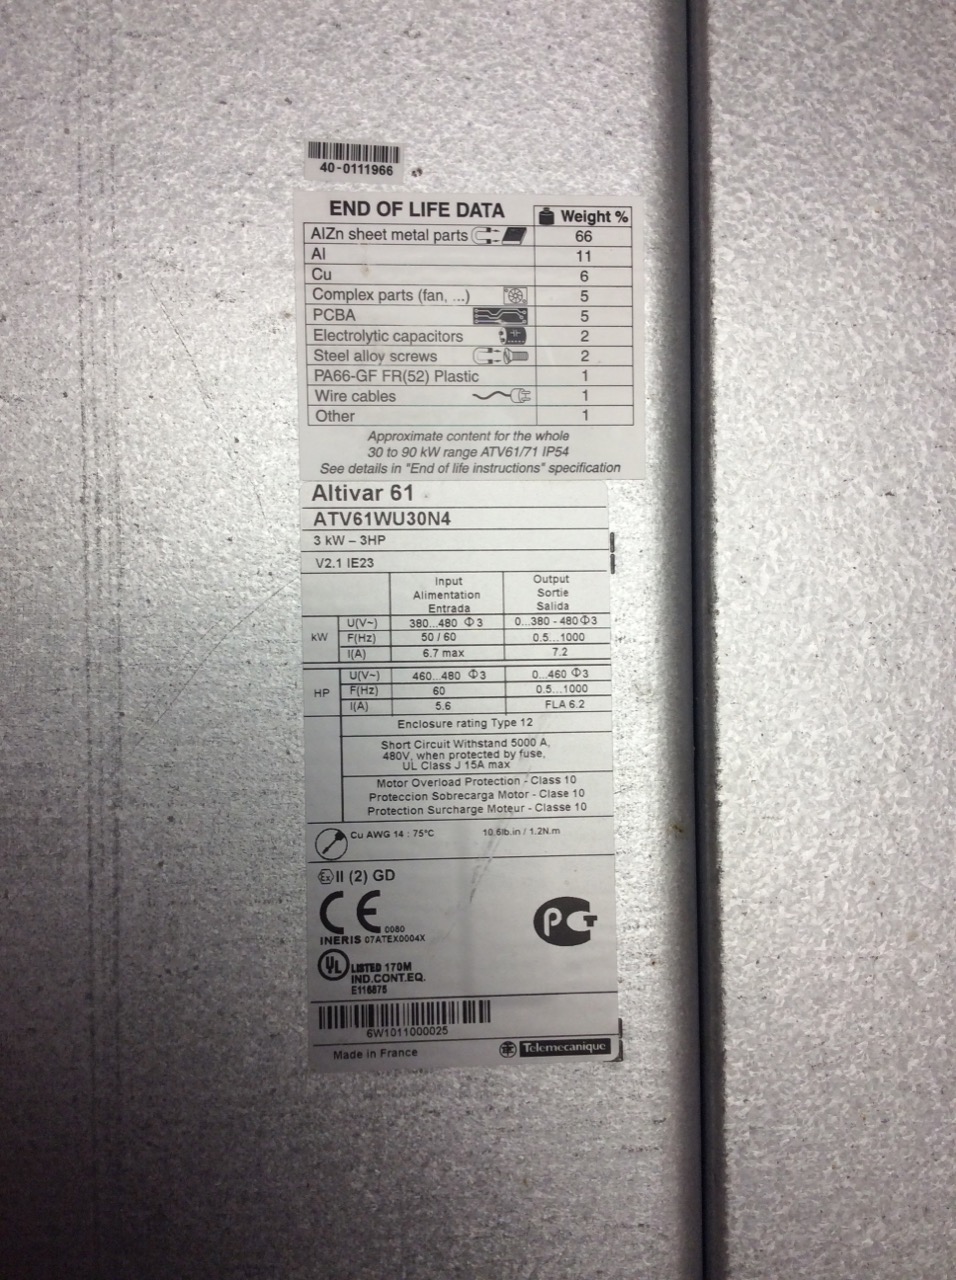 40-0111966
END OF LIFE DATA Weight %
AlZn sheet metal parts 66
Al 11
Cu 6
Complex parts (fan, ...) 5
PCBA 5
Electrolytic capacitors 2
Steel alloy screws 2
PA66-GF FR(52) Plastic 1
Wire cables 1
Other 1
Approximate content for the whole
30 to 90 kW range ATV61/71 IP54
See details in "End of life instructions" specification
Altivar 61
ATV61WU30N4
3 kW – 3HP
V2.1 IE23
Input Output
Alimentation Sortie
Entrada Salida
kW U(V~) 380...480 Φ3 0...380 - 480Φ3
F(Hz) 50 / 60 0.5...1000
I(A) 6.7 max 7.2
HP U(V~) 460...480 Φ3 0...460 Φ3
F(Hz) 60 0.5...1000
I(A) 5.6 FLA 6.2
Enclosure rating Type 12
Short Circuit Withstand 5000 A,
480V, when protected by fuse,
UL Class J 15A max
Motor Overload Protection - Class 10
Proteccion Sobrecarga Motor - Clase 10
Protection Surcharge Moteur - Classe 10
Cu AWG 14 : 75°C 10.6lb.in / 1.2N.m
Ex II (2) GD
CE 0080
INERIS 07ATEX0004X
PCT
UL LISTED 170M
IND.CONT.EQ.
E116875
6W1011000025
Made in France Telemecanique